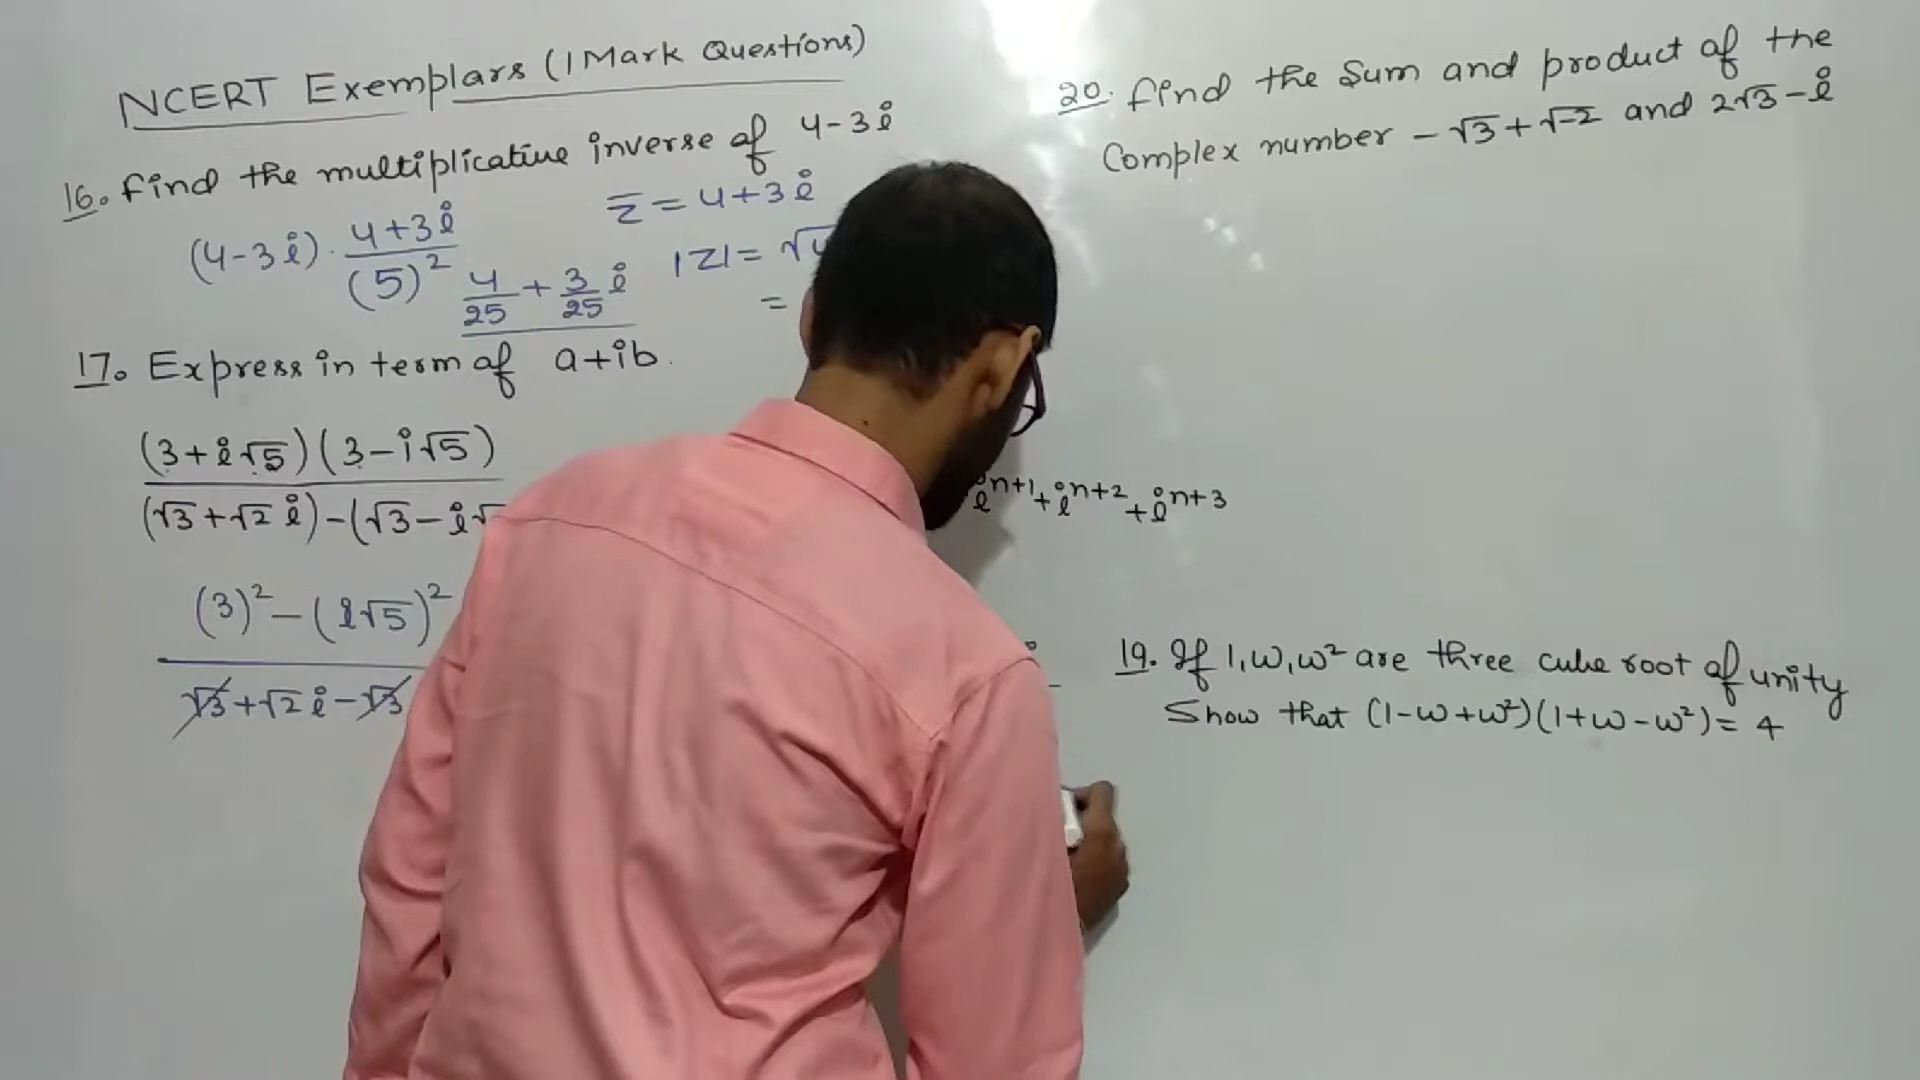 NCERT Exemplars (1 Mark Questions)
16. Find the multiplicative inverse of 4-3i
(4-3i) . 4+3i / (5)²
4/25 + 3/25 i
z̅ = 4+3i
|z| = √4
=
17. Express in term of a+ib.
(3+i√5)(3-i√5)
(√3+√2 i)-(√3-i√
(3)²-(i√5)²
√3+√2 i-√3
iⁿ⁺¹+iⁿ⁺²+iⁿ⁺³
20. Find the Sum and product of the
Complex number -√3+√-2 and 2√3-i
19. If 1,ω,ω² are three cube root of unity
Show that (1-ω+ω²)(1+ω-ω²)= 4